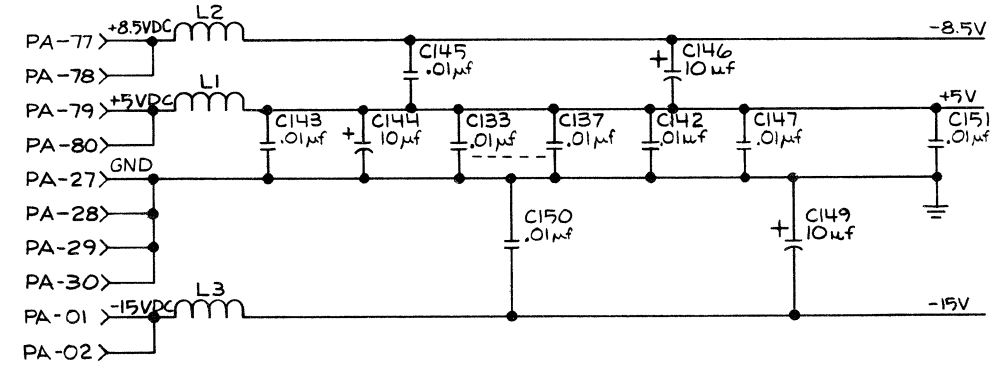 L2
PA-77 +8.5VDC -8.5V
C145 .01µf
+ C146 10µf
PA-78
L1
PA-79 +5VDC +5V
C143 .01µf
+ C144 10µf
C133 .01µf
C137 .01µf
C142 .01µf
C147 .01µf
C151 .01µf
PA-80
GND
PA-27
PA-28
C150 .01µf
+ C149 10µf
PA-29
PA-30
L3
PA-01 -15VDC -15V
PA-02